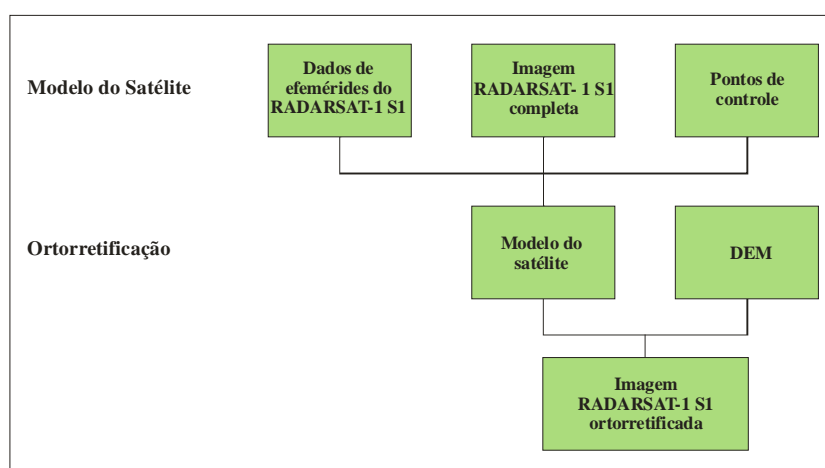 Modelo do Satélite
Dados de
efemérides do
RADARSAT-1 S1
Imagem
RADARSAT- 1 S1
completa
Pontos de
controle
Ortorretificação
Modelo do
satélite
DEM
Imagem
RADARSAT-1 S1
ortorretificada